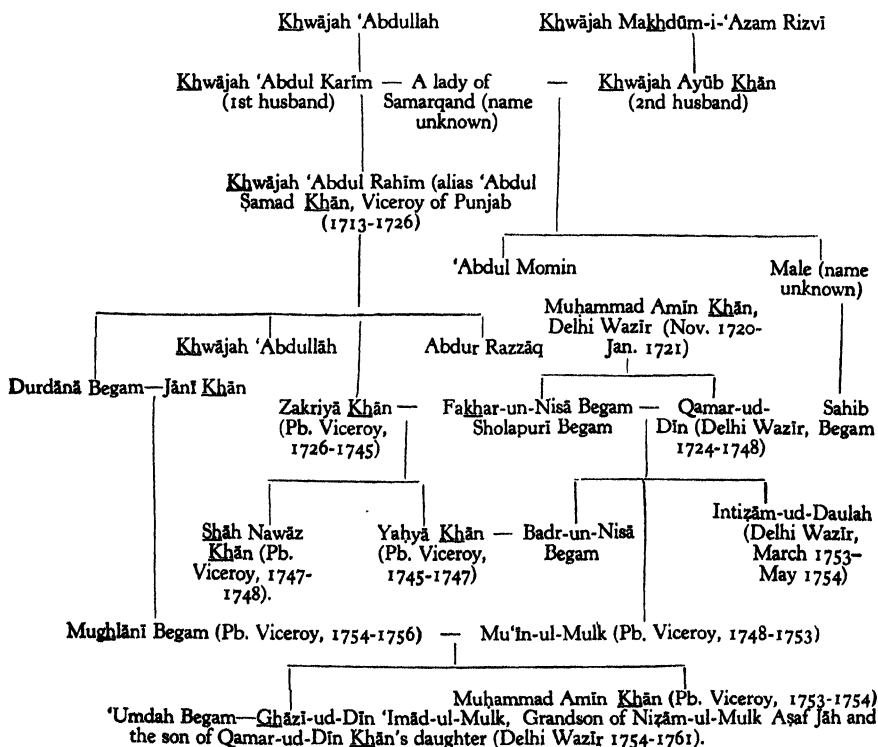 Khwājah ‘Abdullah
Khwājah Makhdūm-i-‘Azam Rizvī
Khwājah ‘Abdul Karīm — A lady of — Khwājah Ayūb Khān
(1st husband) Samarqand (name (2nd husband)
unknown)
Khwājah ‘Abdul Rahīm (alias ‘Abdul
Ṣamad Khān, Viceroy of Punjab
(1713-1726)
‘Abdul Momin
Male (name
unknown)
Muḥammad Amīn Khān,
Delhi Wazīr (Nov. 1720-
Jan. 1721)
Khwājah ‘Abdullāh
Abdur Razzāq
Durdānā Begam—Jānī Khān
Zakriyā Khān — Fakhar-un-Nisā Begam — Qamar-ud- Sahib
(Pb. Viceroy, Sholapurī Begam Dīn (Delhi Wazīr, Begam
1726-1745) 1724-1748)
Shāh Nawāz
Khān (Pb.
Viceroy, 1747-
1748).
Yaḥyā Khān — Badr-un-Nisā
(Pb. Viceroy, Begam
1745-1747)
Intiẓām-ud-Daulah
(Delhi Wazīr,
March 1753–
May 1754)
Mughlānī Begam (Pb. Viceroy, 1754-1756) — Mu‘īn-ul-Mulk (Pb. Viceroy, 1748-1753)
Muḥammad Amīn Khān (Pb. Viceroy, 1753-1754)
‘Umdah Begam—Ghāzī-ud-Dīn ‘Imād-ul-Mulk, Grandson of Niẓām-ul-Mulk Aṣaf Jāh and
the son of Qamar-ud-Dīn Khān's daughter (Delhi Wazīr 1754-1761).